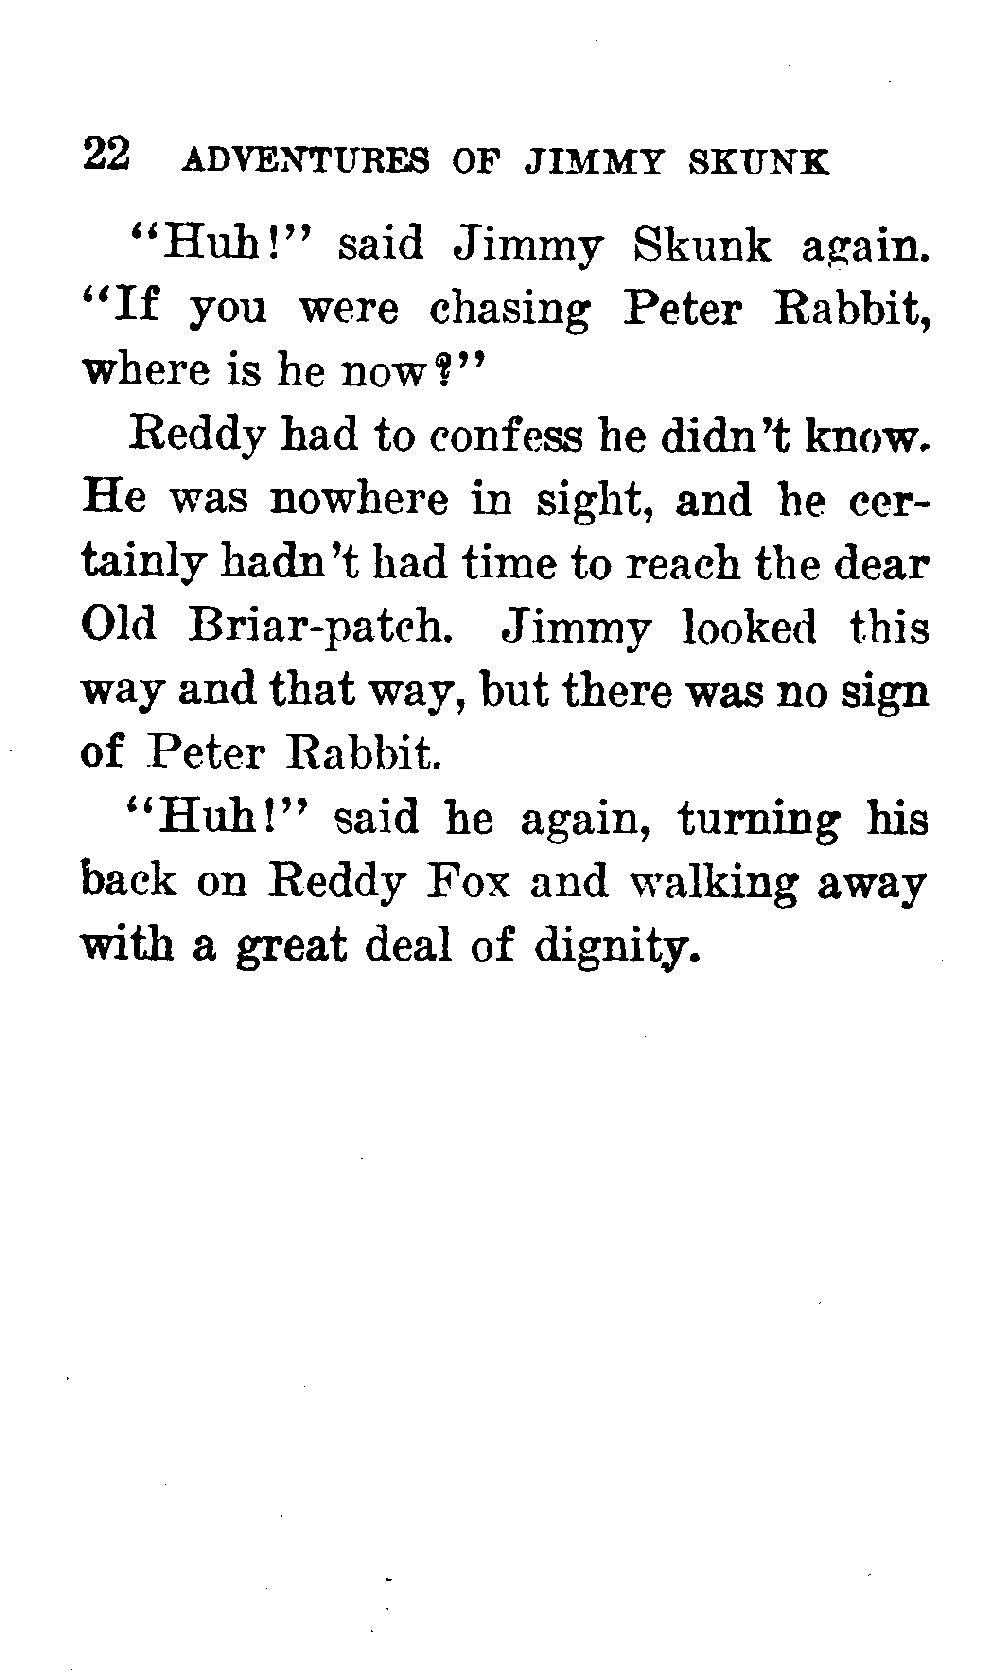 22 ADVENTURES OF JIMMY SKUNK
"Huh!" said Jimmy Skunk again.
"If you were chasing Peter Rabbit,
where is he now?"
Reddy had to confess he didn't know.
He was nowhere in sight, and he cer-
tainly hadn't had time to reach the dear
Old Briar-patch. Jimmy looked this
way and that way, but there was no sign
of Peter Rabbit.
"Huh!" said he again, turning his
back on Reddy Fox and walking away
with a great deal of dignity.